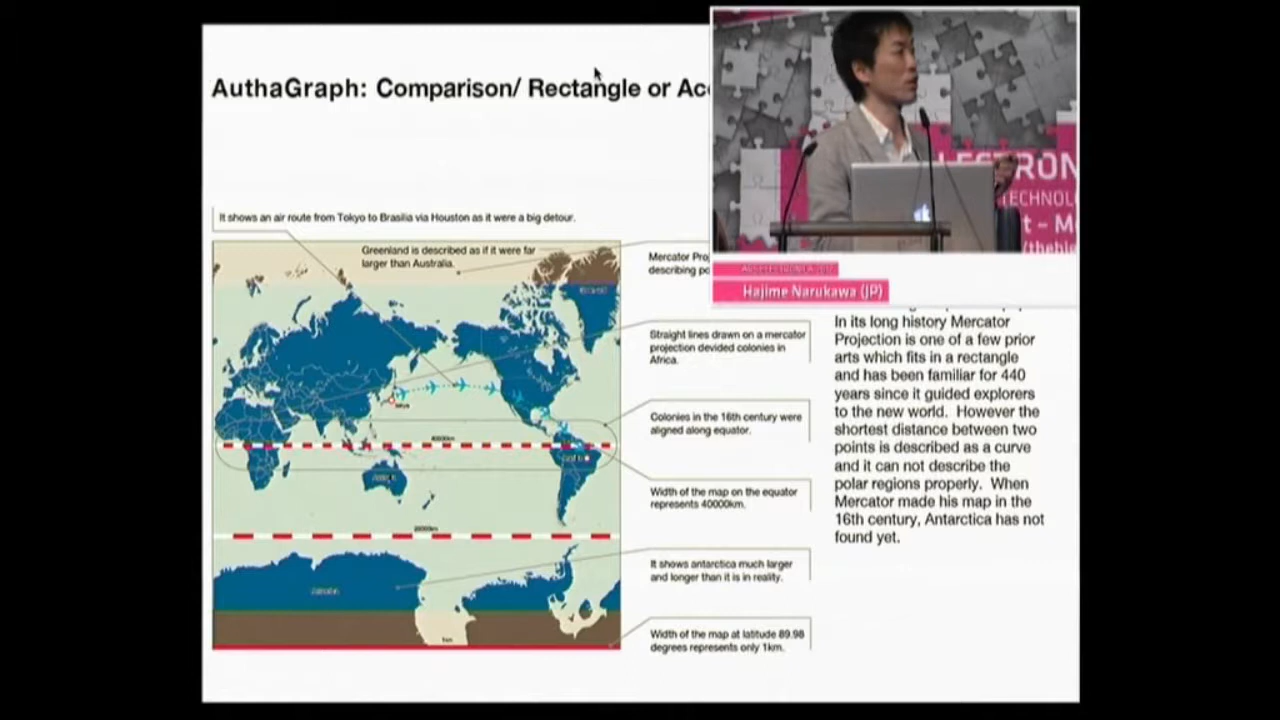 AuthaGraph: Comparison/ Rectangle or Acc
It shows an air route from Tokyo to Brasilia via Houston as it were a big detour.
Greenland is described as if it were far
larger than Australia.
Mercator Proj
describing po
Straight lines drawn on a mercator
projection devided colonies in
Africa.
Colonies in the 16th century were
aligned along equator.
40000km
Width of the map on the equator
represents 40000km.
20000km
It shows antarctica much larger
and longer than it is in reality.
1km
Width of the map at latitude 89.98
degrees represents only 1km.
LECTRON
TECHNOLO
t - M
/theble
Hajime Narukawa (JP)
In its long history Mercator
Projection is one of a few prior
arts which fits in a rectangle
and has been familiar for 440
years since it guided explorers
to the new world. However the
shortest distance between two
points is described as a curve
and it can not describe the
polar regions properly. When
Mercator made his map in the
16th century, Antarctica has not
found yet.